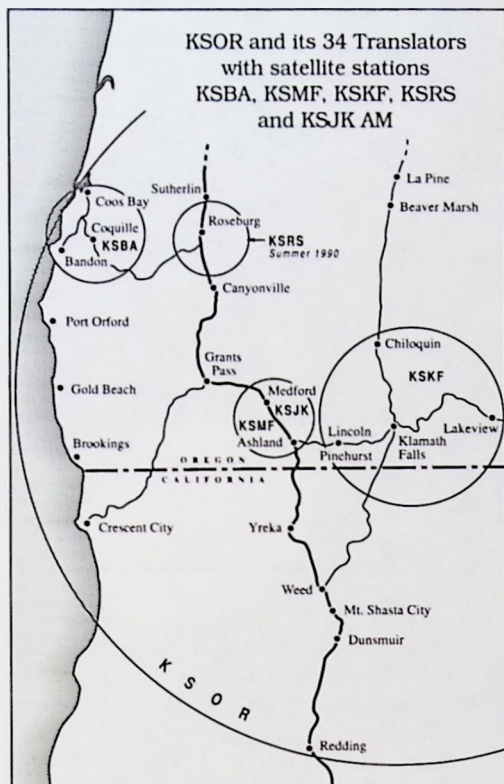 KSOR and its 34 Translators
with satellite stations
KSBA, KSMF, KSKF, KSRS
and KSJK AM
La Pine
Sutherlin
Beaver Marsh
Coos Bay
Roseburg
Coquille
KSBA
KSRS
Summer 1990
Bandon
Canyonville
Port Orford
Chiloquin
Grants
Pass
KSKF
Gold Beach
Medford
KSJK
KSMF
Lincoln
Lakeview
Ashland
Klamath
Falls
Pinehurst
Brookings
OREGON
CALIFORNIA
Crescent City
Yreka
Weed
Mt. Shasta City
Dunsmuir
KSOR
Redding